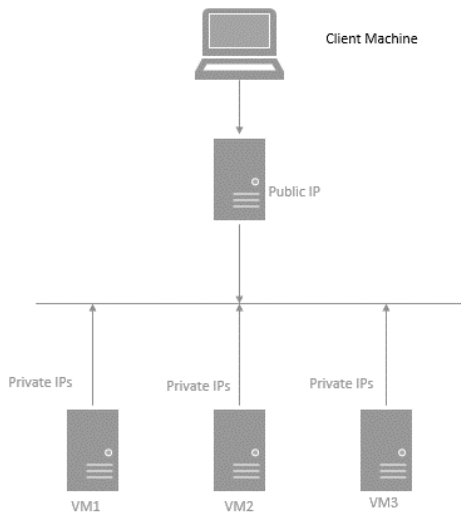 Client Machine
Public IP
Private IPs
Private IPs
Private IPs
VM1
VM2
VM3